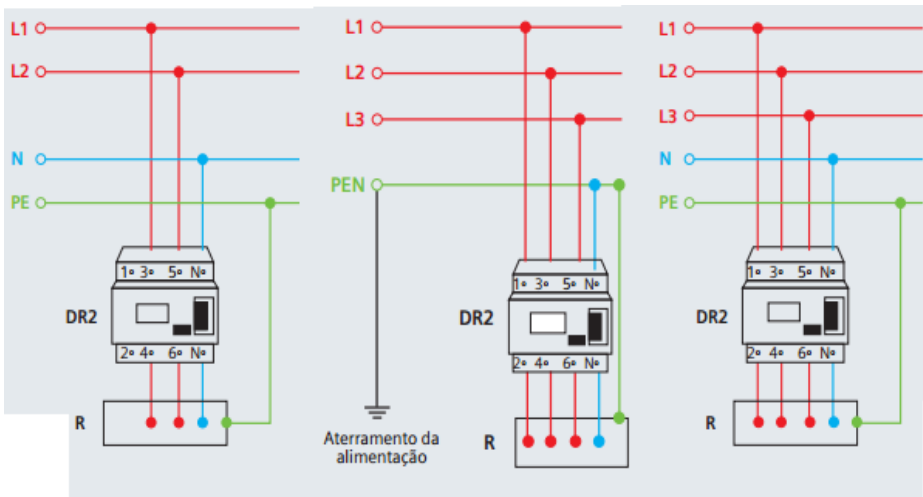 L1
L2
N
PE
1 3 5 N
DR2
2 4 6 N
R
L1
L2
L3
PEN
1 3 5 N
DR2
2 4 6 N
R
Aterramento da
alimentação
L1
L2
L3
N
PE
1 3 5 N
DR2
2 4 6 N
R